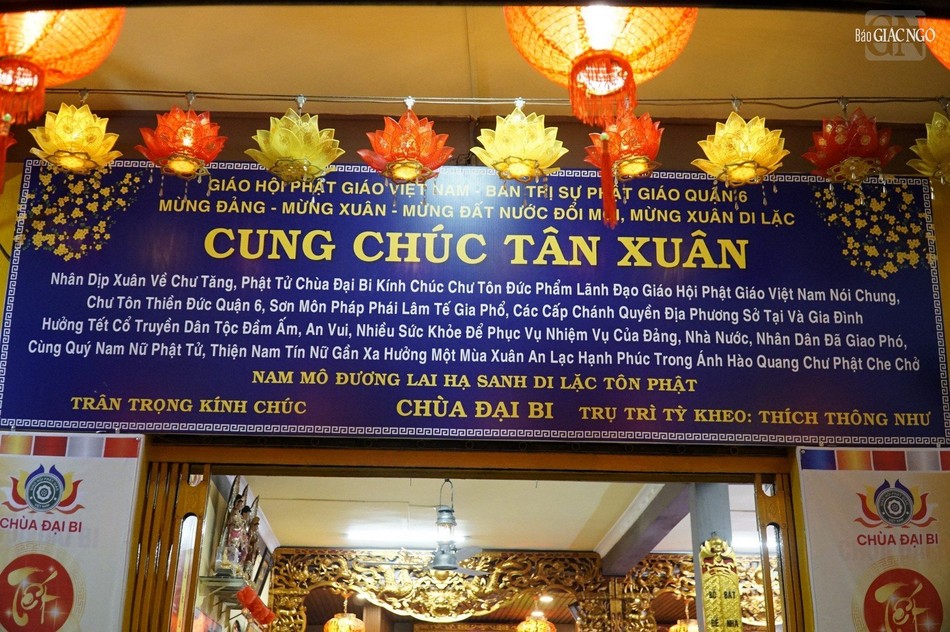 Báo GIÁC NGỘ
GIÁO HỘI PHẬT GIÁO VIỆT NAM - BAN TRỊ SỰ PHẬT GIÁO QUẬN 6
MỪNG ĐẢNG - MỪNG XUÂN - MỪNG ĐẤT NƯỚC ĐỔI MỚI, MỪNG XUÂN DI LẶC
CUNG CHÚC TÂN XUÂN
Nhân Dịp Xuân Về Chư Tăng, Phật Tử Chùa Đại Bi Kính Chúc Chư Tôn Đức Phẩm Lãnh Đạo Giáo Hội Phật Giáo Việt Nam Nói Chung,
Chư Tôn Thiền Đức Quận 6, Sơn Môn Pháp Phái Lâm Tế Gia Phổ, Các Cấp Chánh Quyền Địa Phương Sở Tại Và Gia Đình
Hưởng Tết Cổ Truyền Dân Tộc Đầm Ấm, An Vui, Nhiều Sức Khỏe Để Phục Vụ Nhiệm Vụ Của Đảng, Nhà Nước, Nhân Dân Đã Giao Phó,
Cùng Quý Nam Nữ Phật Tử, Thiện Nam Tín Nữ Gần Xa Hưởng Một Mùa Xuân An Lạc Hạnh Phúc Trong Ánh Hào Quang Chư Phật Che Chở
NAM MÔ ĐƯƠNG LAI HẠ SANH DI LẶC TÔN PHẬT
TRÂN TRỌNG KÍNH CHÚC CHÙA ĐẠI BI TRỤ TRÌ TỲ KHEO: THÍCH THÔNG NHƯ
CHÙA ĐẠI BI
CHÙA ĐẠI BI
Tết